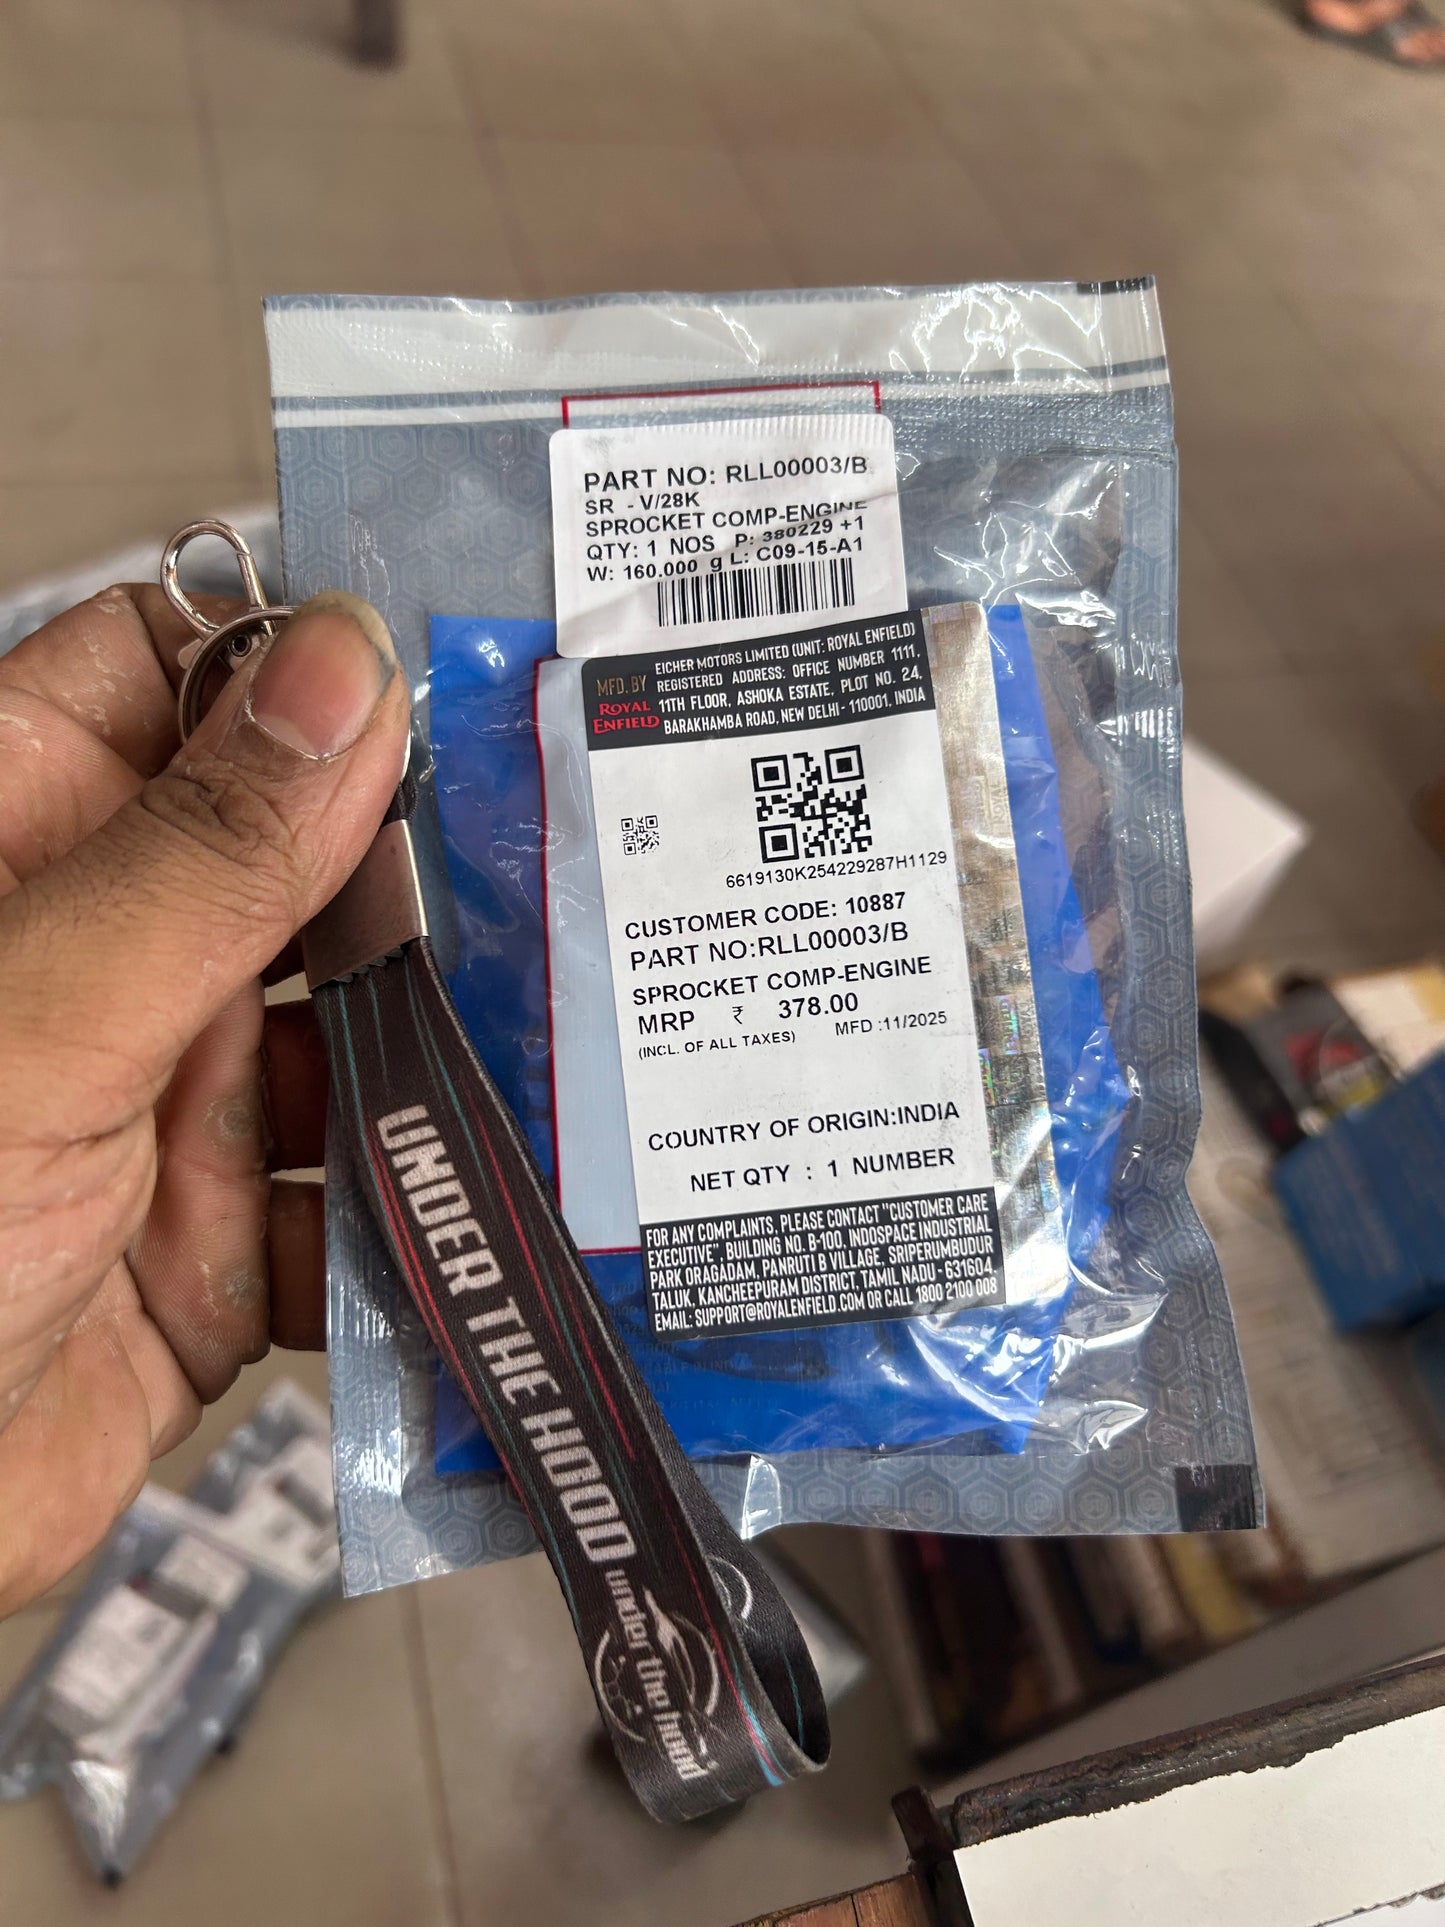 PART NO: RLL00003/B
SR - V/28K
SPROCKET COMP-ENGINE
QTY: 1 NOS P: 380229 +1
W: 160.000 g L: C09-15-A1
MFD. BY
ROYAL
ENFIELD
EICHER MOTORS LIMITED (UNIT: ROYAL ENFIELD)
REGISTERED ADDRESS: OFFICE NUMBER 1111,
11TH FLOOR, ASHOKA ESTATE, PLOT NO. 24,
BARAKHAMBA ROAD, NEW DELHI - 110001, INDIA
6619130K254229287H1129
CUSTOMER CODE: 10887
PART NO:RLL00003/B
SPROCKET COMP-ENGINE
MRP ₹ 378.00
(INCL. OF ALL TAXES) MFD :11/2025
COUNTRY OF ORIGIN:INDIA
NET QTY : 1 NUMBER
FOR ANY COMPLAINTS, PLEASE CONTACT "CUSTOMER CARE
EXECUTIVE", BUILDING NO. B-100, INDOSPACE INDUSTRIAL
PARK ORAGADAM, PANRUTI B VILLAGE, SRIPERUMBUDUR
TALUK, KANCHEEPURAM DISTRICT, TAMIL NADU - 631604,
EMAIL: SUPPORT@ROYALENFIELD.COM OR CALL 1800 2100 008
UNDER THE HOOD
under the hood